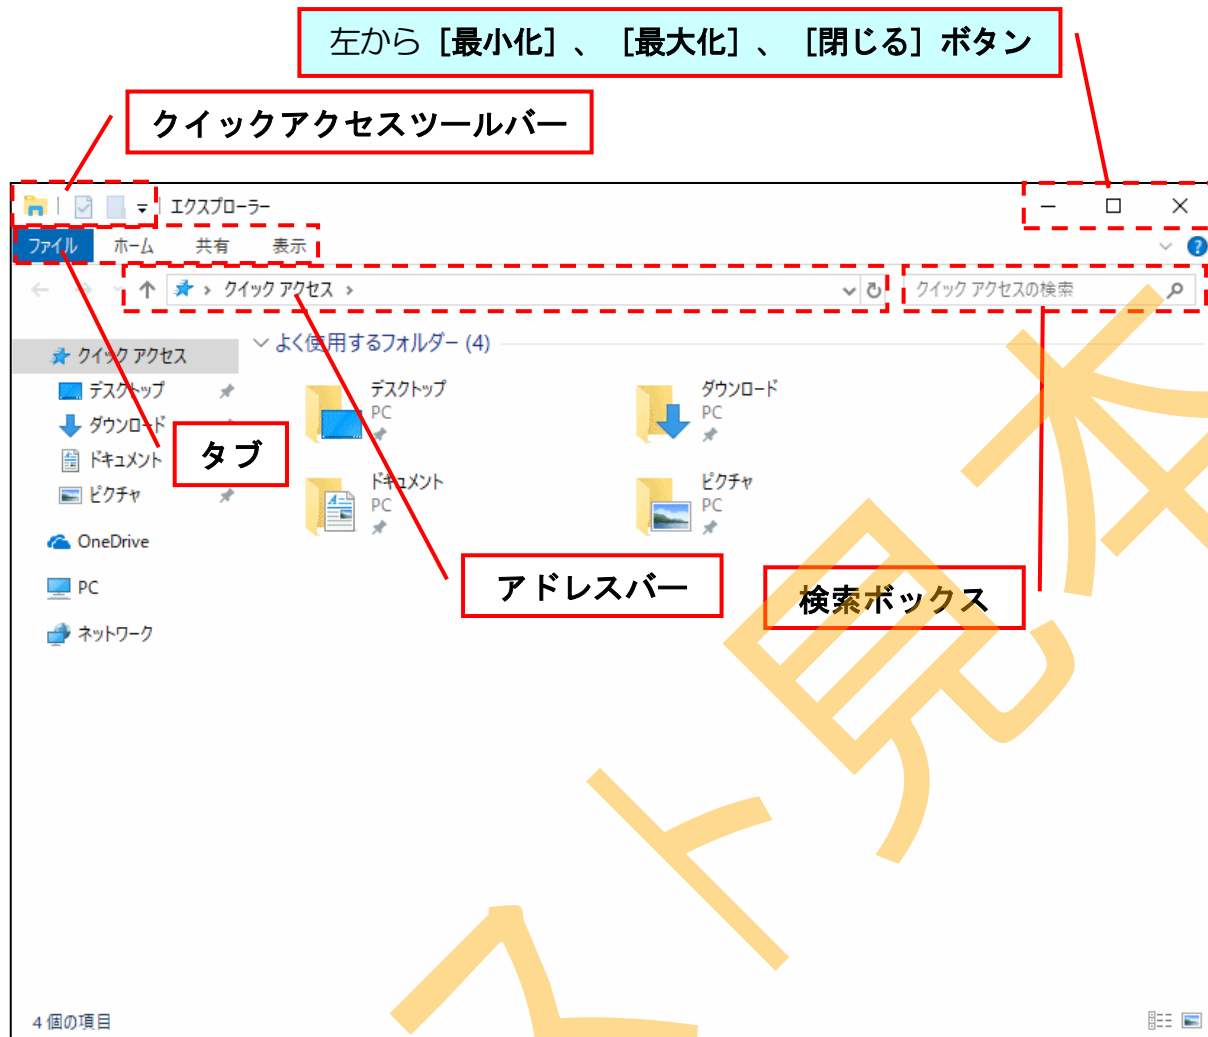 左から［最小化］、［最大化］、［閉じる］ボタン
クイックアクセスツールバー
エクスプローラー
ファイル ホーム 共有 表示
クイック アクセス
クイック アクセスの検索
クイック アクセス
デスクトップ
ダウンロード
ドキュメント
ピクチャ
OneDrive
PC
ネットワーク
よく使用するフォルダー (4)
デスクトップ
PC
ダウンロード
PC
ドキュメント
PC
ピクチャ
PC
タブ
アドレスバー
検索ボックス
4 個の項目
スト見本